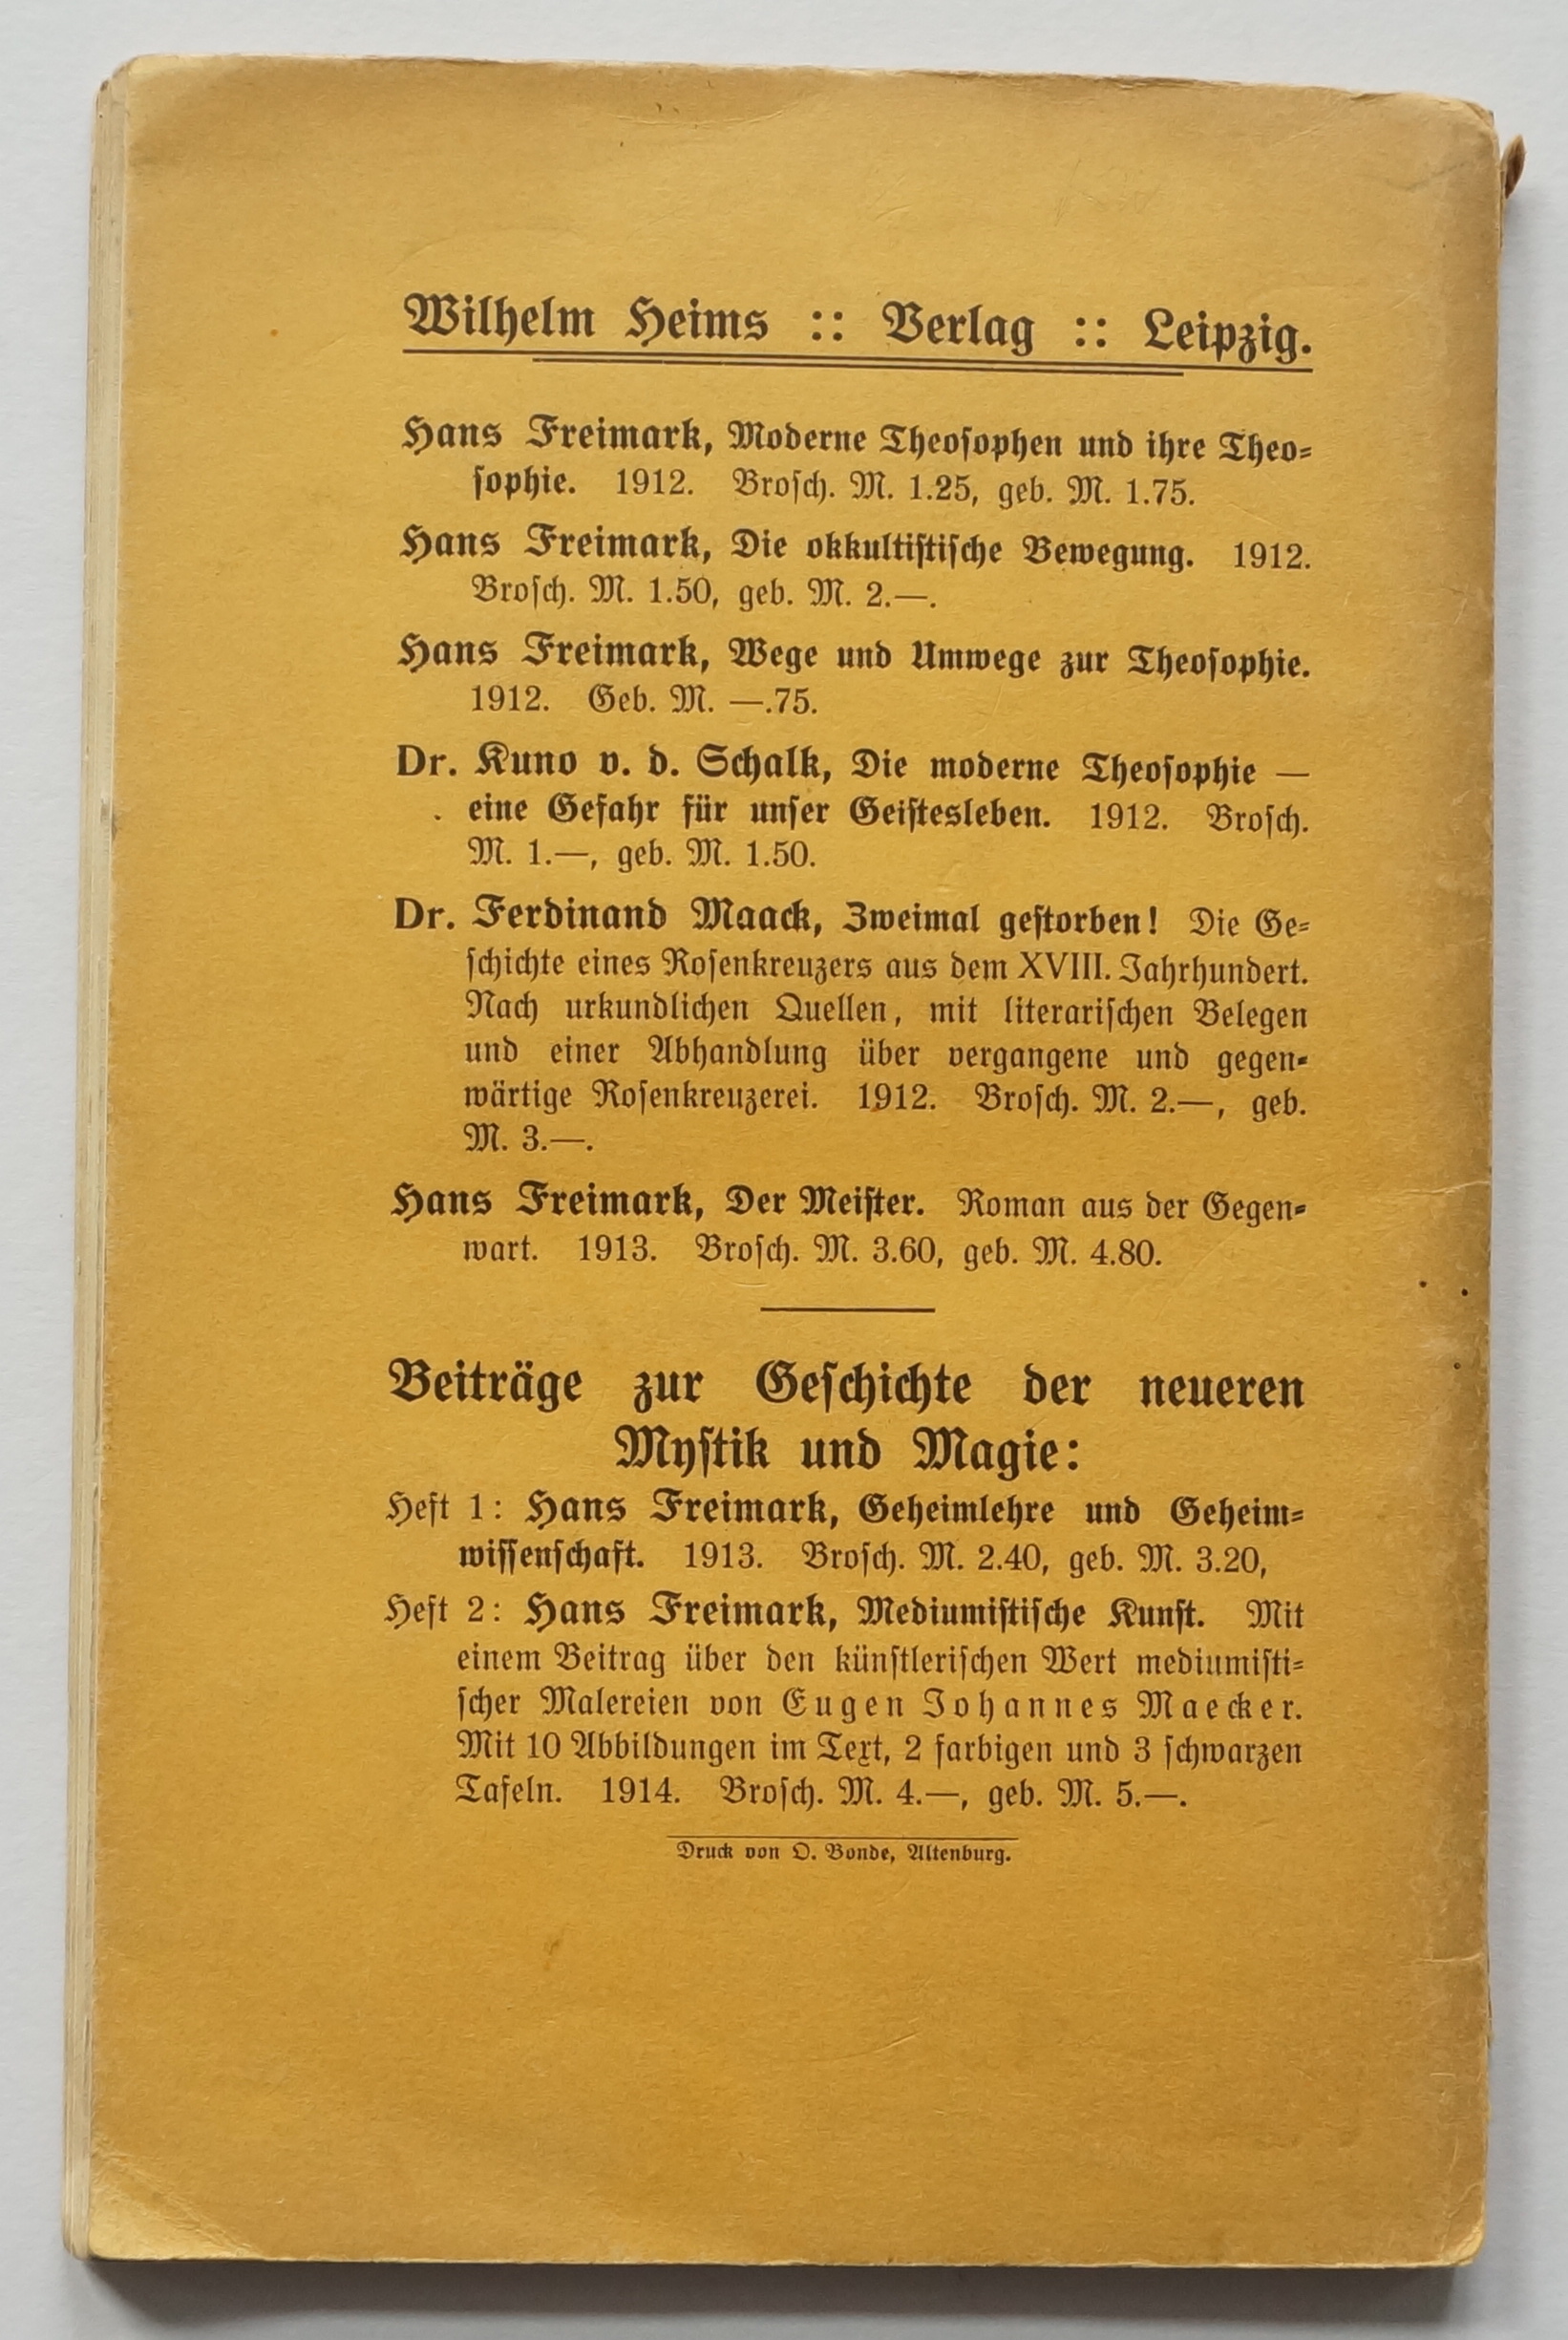 Wilhelm Heims :: Verlag :: Leipzig.
Hans Freimark, Moderne Theosophen und ihre Theo-
sophie. 1912. Brosch. M. 1.25, geb. M. 1.75.
Hans Freimark, Die okkultistische Bewegung. 1912.
Brosch. M. 1.50, geb. M. 2.—.
Hans Freimark, Wege und Umwege zur Theosophie.
1912. Geb. M. —.75.
Dr. Kuno v. d. Schalk, Die moderne Theosophie —
eine Gefahr für unser Geistesleben. 1912. Brosch.
M. 1.—, geb. M. 1.50.
Dr. Ferdinand Maack, Zweimal gestorben! Die Ge-
schichte eines Rosenkreuzers aus dem XVIII. Jahrhundert.
Nach urkundlichen Quellen, mit literarischen Belegen
und einer Abhandlung über vergangene und gegen-
wärtige Rosenkreuzerei. 1912. Brosch. M. 2.—, geb.
M. 3.—.
Hans Freimark, Der Meister. Roman aus der Gegen-
wart. 1913. Brosch. M. 3.60, geb. M. 4.80.
Beiträge zur Geschichte der neueren
Mystik und Magie:
Heft 1: Hans Freimark, Geheimlehre und Geheim-
wissenschaft. 1913. Brosch. M. 2.40, geb. M. 3.20,
Heft 2: Hans Freimark, Mediumistische Kunst. Mit
einem Beitrag über den künstlerischen Wert mediumisti-
scher Malereien von Eugen Johannes Maecker.
Mit 10 Abbildungen im Text, 2 farbigen und 3 schwarzen
Tafeln. 1914. Brosch. M. 4.—, geb. M. 5.—.
Druck von O. Bonde, Altenburg.